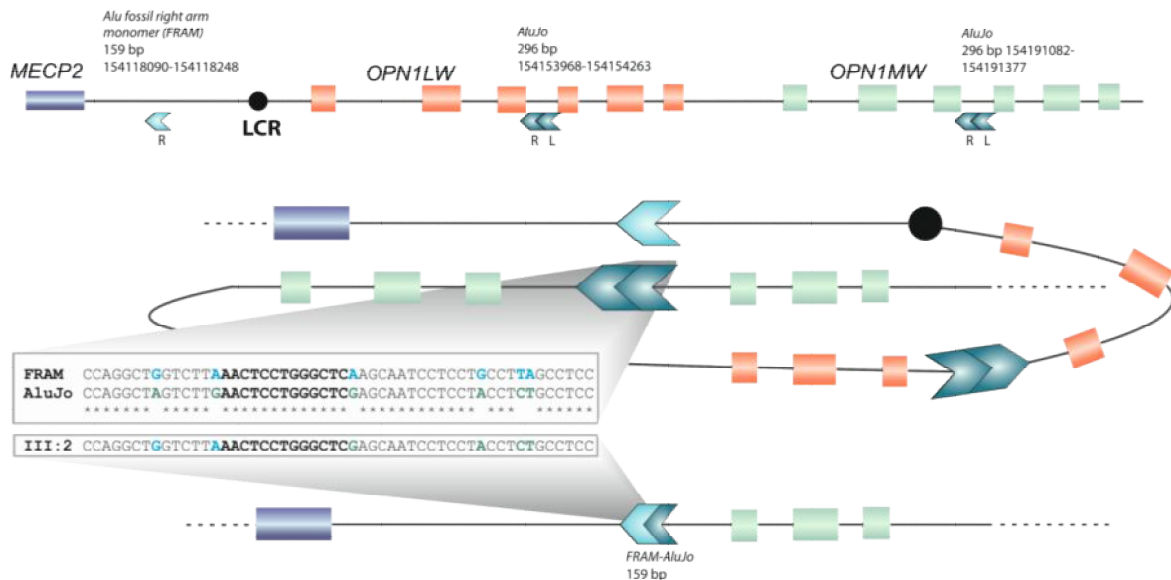 Alu fossil right arm
monomer (FRAM)
159 bp
154118090-154118248
AluJo
296 bp
154153968-154154263
AluJo
296 bp 154191082-
154191377
MECP2
OPN1LW
OPN1MW
LCR
R
R L
R L
FRAM CCAGGCTGGTCTTAAACTCCTGGGCTCAAGCAATCCTCCTGCCTTAGCCTCC
AluJo CCAGGCTAGTCTTGAACTCCTGGGCTCGAGCAATCCTCCTACCTCTGCCTCC
******* ***** ************* ************ ***  ******
III:2 CCAGGCTGGTCTTAAACTCCTGGGCTCGAGCAATCCTCCTACCTCTGCCTCC
FRAM-AluJo
159 bp